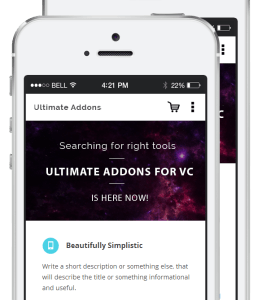 BELL 4:21 PM 22%
Ultimate Addons
Searching for right tools
ULTIMATE ADDONS FOR VC
IS HERE NOW!
Beautifully Simplistic
Write a short description or something else, that
will describe the title or something informational
and useful.